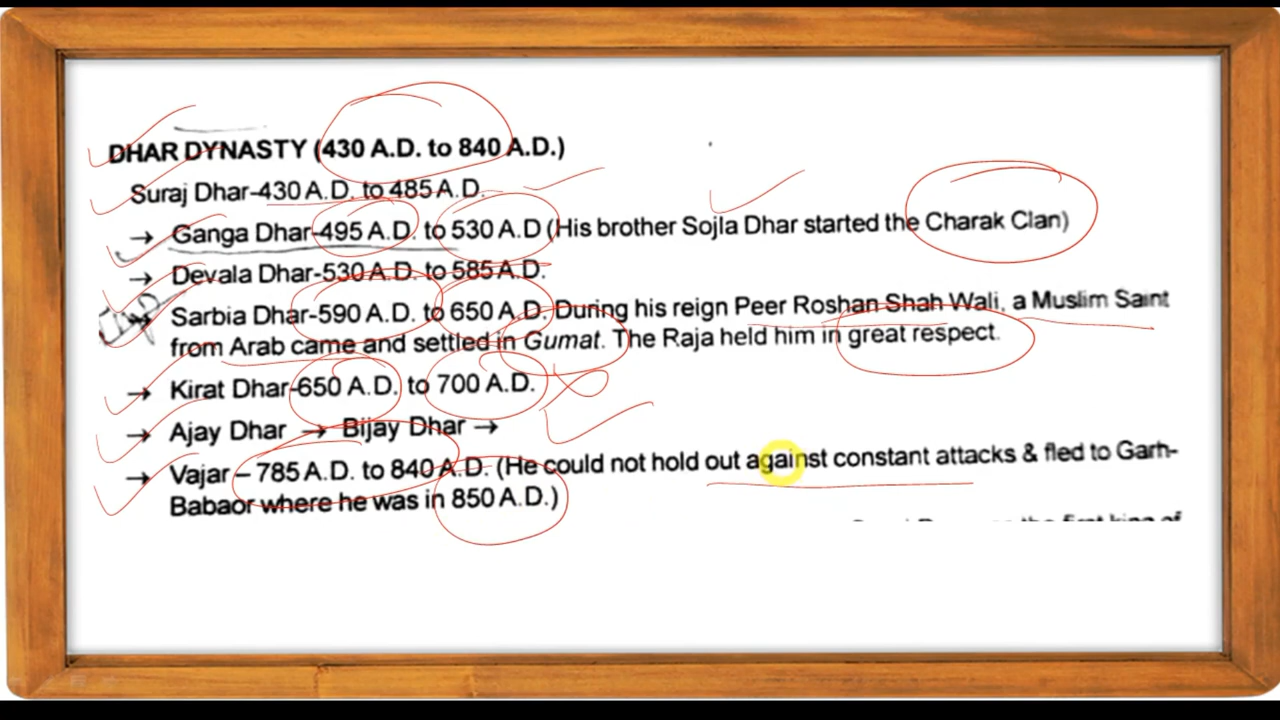 DHAR DYNASTY (430 A.D. to 840 A.D.)
Suraj Dhar-430 A.D. to 485 A.D.
→ Ganga Dhar-495 A.D. to 530 A.D (His brother Sojla Dhar started the Charak Clan)
→ Devala Dhar-530 A.D. to 585 A.D.
→ Sarbia Dhar-590 A.D. to 650 A.D. During his reign Peer Roshan Shah Wali, a Muslim Saint
from Arab came and settled in Gumat. The Raja held him in great respect.
→ Kirat Dhar-650 A.D. to 700 A.D.
→ Ajay Dhar → Bijay Dhar →
→ Vajar – 785 A.D. to 840 A.D. (He could not hold out against constant attacks & fled to Garh-
Babaor where he was in 850 A.D.)